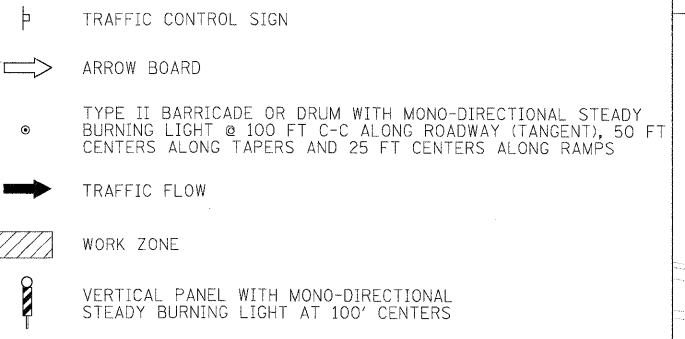 TRAFFIC CONTROL SIGN
ARROW BOARD
TYPE II BARRICADE OR DRUM WITH MONO-DIRECTIONAL STEADY
BURNING LIGHT @ 100 FT C-C ALONG ROADWAY (TANGENT), 50 FT
CENTERS ALONG TAPERS AND 25 FT CENTERS ALONG RAMPS
TRAFFIC FLOW
WORK ZONE
VERTICAL PANEL WITH MONO-DIRECTIONAL
STEADY BURNING LIGHT AT 100' CENTERS